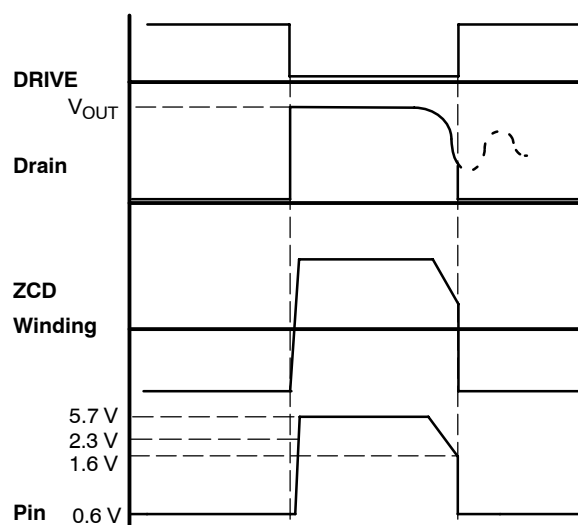 DRIVE
VOUT
Drain
ZCD
Winding
5.7 V
2.3 V
1.6 V
Pin 0.6 V